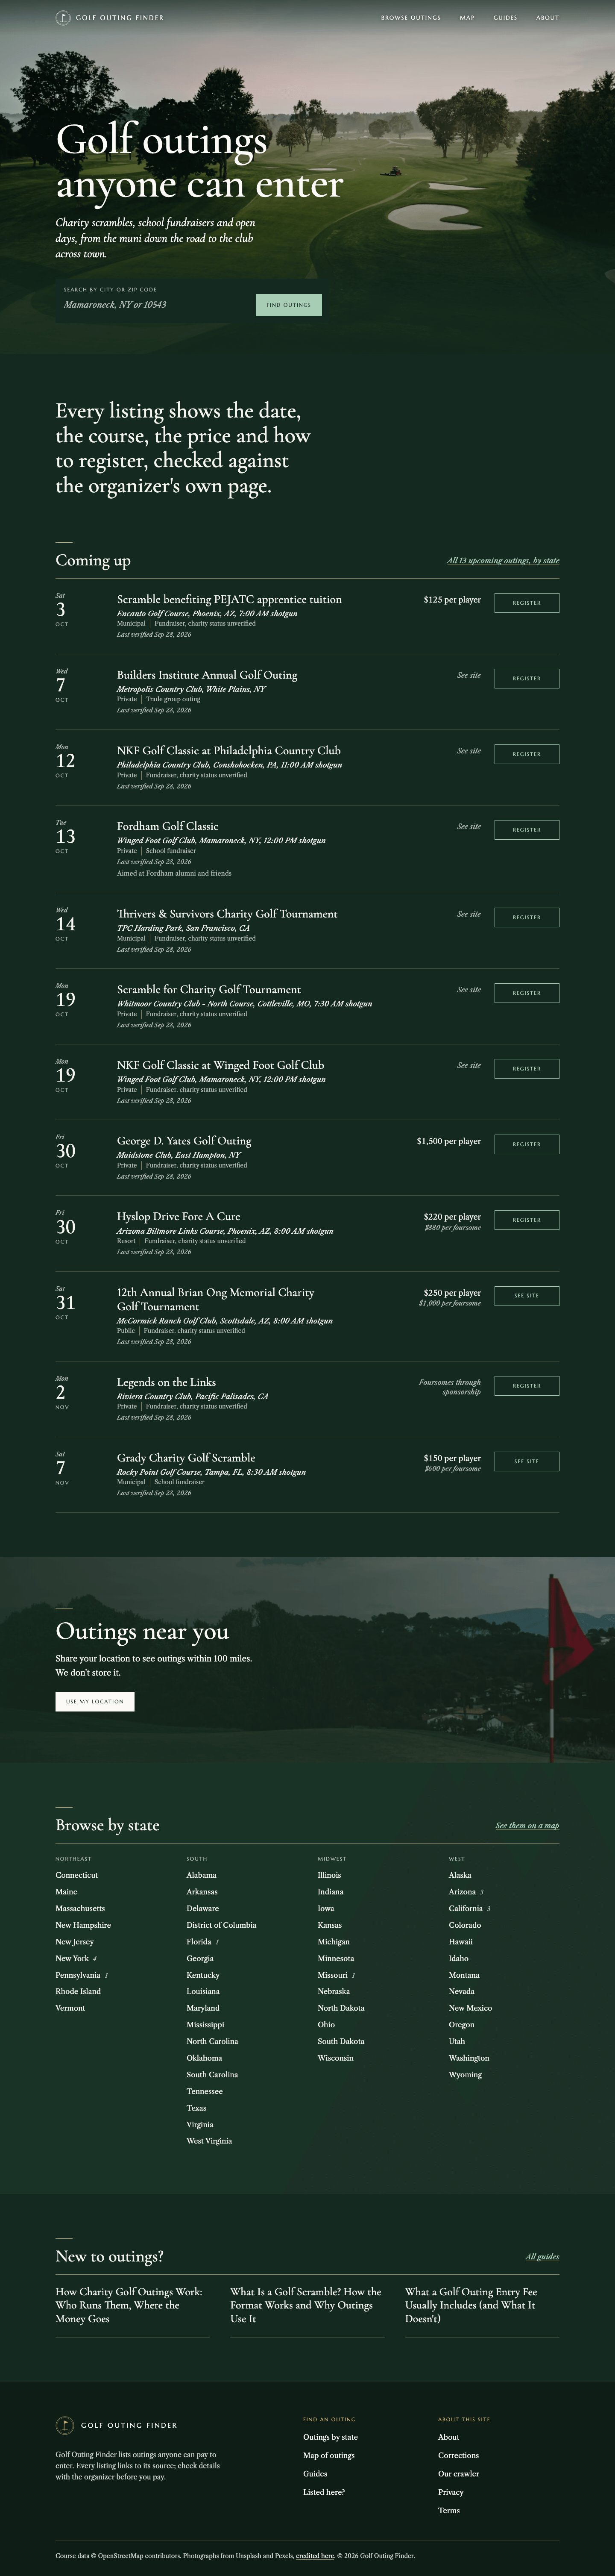 GOLF OUTING FINDER
BROWSE OUTINGS MAP GUIDES ABOUT
Golf outings
anyone can enter
Charity scrambles, school fundraisers and open
days, from the muni down the road to the club
across town.
SEARCH BY CITY OR ZIP CODE
Mamaroneck, NY or 10543
FIND OUTINGS
Every listing shows the date,
the course, the price and how
to register, checked against
the organizer's own page.
Coming up
All 13 upcoming outings, by state
Sat
3
OCT
Scramble benefiting PEJATC apprentice tuition
Encanto Golf Course, Phoenix, AZ, 7:00 AM shotgun
Municipal | Fundraiser, charity status unverified
Last verified Sep 28, 2026
$125 per player
REGISTER
Wed
7
OCT
Builders Institute Annual Golf Outing
Metropolis Country Club, White Plains, NY
Private | Trade group outing
Last verified Sep 28, 2026
See site
REGISTER
Mon
12
OCT
NKF Golf Classic at Philadelphia Country Club
Philadelphia Country Club, Conshohocken, PA, 11:00 AM shotgun
Private | Fundraiser, charity status unverified
Last verified Sep 28, 2026
See site
REGISTER
Tue
13
OCT
Fordham Golf Classic
Winged Foot Golf Club, Mamaroneck, NY, 12:00 PM shotgun
Private | School fundraiser
Last verified Sep 28, 2026
Aimed at Fordham alumni and friends
See site
REGISTER
Wed
14
OCT
Thrivers & Survivors Charity Golf Tournament
TPC Harding Park, San Francisco, CA
Municipal | Fundraiser, charity status unverified
Last verified Sep 28, 2026
See site
REGISTER
Mon
19
OCT
Scramble for Charity Golf Tournament
Whitmoor Country Club - North Course, Cottleville, MO, 7:30 AM shotgun
Private | Fundraiser, charity status unverified
Last verified Sep 28, 2026
See site
REGISTER
Mon
19
OCT
NKF Golf Classic at Winged Foot Golf Club
Winged Foot Golf Club, Mamaroneck, NY, 12:00 PM shotgun
Private | Fundraiser, charity status unverified
Last verified Sep 28, 2026
See site
REGISTER
Fri
30
OCT
George D. Yates Golf Outing
Maidstone Club, East Hampton, NY
Private | Fundraiser, charity status unverified
Last verified Sep 28, 2026
$1,500 per player
REGISTER
Fri
30
OCT
Hyslop Drive Fore A Cure
Arizona Biltmore Links Course, Phoenix, AZ, 8:00 AM shotgun
Resort | Fundraiser, charity status unverified
Last verified Sep 28, 2026
$220 per player
$880 per foursome
REGISTER
Sat
31
OCT
12th Annual Brian Ong Memorial Charity
Golf Tournament
McCormick Ranch Golf Club, Scottsdale, AZ, 8:00 AM shotgun
Public | Fundraiser, charity status unverified
Last verified Sep 28, 2026
$250 per player
$1,000 per foursome
SEE SITE
Mon
2
NOV
Legends on the Links
Riviera Country Club, Pacific Palisades, CA
Private | Fundraiser, charity status unverified
Last verified Sep 28, 2026
Foursomes through
sponsorship
REGISTER
Sat
7
NOV
Grady Charity Golf Scramble
Rocky Point Golf Course, Tampa, FL, 8:30 AM shotgun
Municipal | School fundraiser
Last verified Sep 28, 2026
$150 per player
$600 per foursome
SEE SITE
Outings near you
Share your location to see outings within 100 miles.
We don't store it.
USE MY LOCATION
Browse by state
See them on a map
NORTHEAST
Connecticut
Maine
Massachusetts
New Hampshire
New Jersey
New York 4
Pennsylvania 1
Rhode Island
Vermont
SOUTH
Alabama
Arkansas
Delaware
District of Columbia
Florida 1
Georgia
Kentucky
Louisiana
Maryland
Mississippi
North Carolina
Oklahoma
South Carolina
Tennessee
Texas
Virginia
West Virginia
MIDWEST
Illinois
Indiana
Iowa
Kansas
Michigan
Minnesota
Missouri 1
Nebraska
North Dakota
Ohio
South Dakota
Wisconsin
WEST
Alaska
Arizona 3
California 3
Colorado
Hawaii
Idaho
Montana
Nevada
New Mexico
Oregon
Utah
Washington
Wyoming
New to outings?
All guides
How Charity Golf Outings Work:
Who Runs Them, Where the
Money Goes
What Is a Golf Scramble? How the
Format Works and Why Outings
Use It
What a Golf Outing Entry Fee
Usually Includes (and What It
Doesn't)
GOLF OUTING FINDER
Golf Outing Finder lists outings anyone can pay to
enter. Every listing links to its source; check details
with the organizer before you pay.
FIND AN OUTING
Outings by state
Map of outings
Guides
Listed here?
ABOUT THIS SITE
About
Corrections
Our crawler
Privacy
Terms
Course data © OpenStreetMap contributors. Photographs from Unsplash and Pexels, credited here. © 2026 Golf Outing Finder.